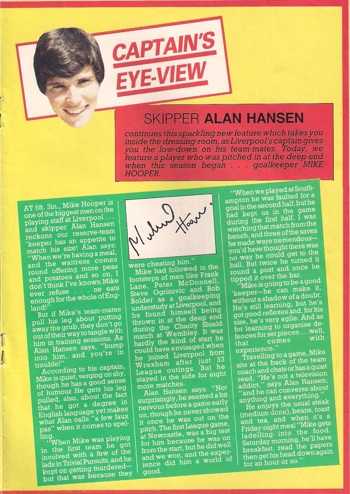 CAPTAIN'S
EYE-VIEW
SKIPPER ALAN HANSEN
continues this sparkling new feature which takes you
inside the dressing-room, as Liverpool's captain gives
you the low-down on his team-mates. Today, we
feature a player who was pitched in at the deep end
when this season began . . . goalkeeper MIKE
HOOPER.
AT 6ft. 3in., Mike Hooper is
one of the biggest men on the
playing staff at Liverpool . . .
and skipper Alan Hansen
reckons our reserve-team
'keeper has an appetite to
match his size! Alan says:
"When we're having a meal,
and the waitress comes
round offering more peas
and potatoes and so on, I
don't think I've known Mike
ever refuse . . . he eats
enough for the whole of Eng-
land!"
But if Mike's team-mates
pull his leg about putting
away the grub, they don't go
out of their way to tangle with
him in training sessions. As
Alan Hansen says, "bump
into him, and you're in
trouble!"
According to his captain,
Mike is quiet, verging on shy,
though he has a good sense
of humour. He gets his leg
pulled, also, about the fact
that he got a degree in
English language yet makes
what Alan calls "a few faux
pas" when it comes to spel-
ling.
"When Mike was playing
in the first team he got
involved with a few of the
lads in Trivial Pursuits, and he
kept on getting murdered—
but that was because they
were cheating him."
Mike had followed in the
footsteps of men like Frank
Lane, Peter McDonnell,
Steve Ogrizovic and Bob
Bolder as a goalkeeping
understudy at Liverpool, and
he found himself being
thrown in at the deep end
during the Charity Shield
match at Wembley. It was
hardly the kind of start he
could have envisaged when
he joined Liverpool from
Wrexham after just 33
League outings. But he
stayed in the side for eight
more matches.
Alan Hansen says: "Not
surprisingly, he seemed a bit
nervous before a game early
on, though he never showed
it once he was out on the
pitch. The first League game,
at Newcastle, was a big test
for him because he was on
from the start, but he did well
and we won, and the exper-
ience did him a world of
good.
"When we played at South-
ampton he was faulted for a
goal in the second half, but he
had kept us in the game
during the first half. I was
watching that match from the
bench, and three of the saves
he made were tremendous—
you'd have thought there was
no way he could get to the
ball. But twice he turned it
round a post and once he
tipped it over the bar.
"Mike is going to be a good
'keeper—he can make it,
without a shadow of a doubt.
He's still learning, but he's
got good reflexes and, for his
size, he's very agile. And as
for learning to organise de-
fences for set pieces . . . well,
that comes with
experience."
Travelling to a game, Mike
sits at the back of the team
coach and chats or has a quiet
read. "He's not a television
addict," says Alan Hansen,
"and he can converse about
anything and everything."
He enjoys the usual steak
(medium done), beans, toast
and tea, and when it's a
Friday night meal "Mike gets
ladelling into the food.
Saturday morning, he'll have
breakfast, read the papers
then get his head down again
for an hour or so."